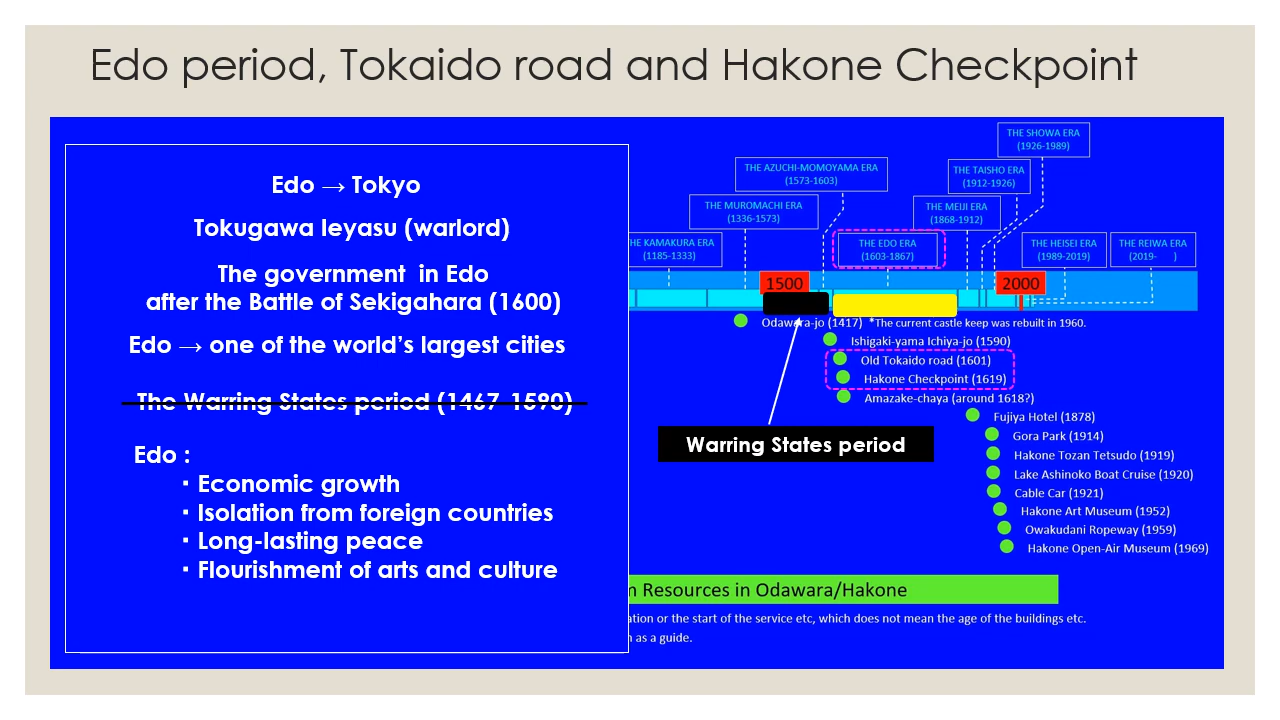 Edo period, Tokaido road and Hakone Checkpoint
Edo → Tokyo
Tokugawa Ieyasu (warlord)
The government in Edo
after the Battle of Sekigahara (1600)
Edo → one of the world's largest cities
The Warring States period (1467-1590)
Edo :
・Economic growth
・Isolation from foreign countries
・Long-lasting peace
・Flourishment of arts and culture
THE SHOWA ERA
(1926-1989)
THE AZUCHI-MOMOYAMA ERA
(1573-1603)
THE TAISHO ERA
(1912-1926)
THE MUROMACHI ERA
(1336-1573)
THE MEIJI ERA
(1868-1912)
HE KAMAKURA ERA
(1185-1333)
THE EDO ERA
(1603-1867)
THE HEISEI ERA
(1989-2019)
THE REIWA ERA
(2019- )
1500
2000
Odawara-jo (1417) *The current castle keep was rebuilt in 1960.
Ishigaki-yama Ichiya-jo (1590)
Old Tokaido road (1601)
Hakone Checkpoint (1619)
Amazake-chaya (around 1618?)
Fujiya Hotel (1878)
Gora Park (1914)
Hakone Tozan Tetsudo (1919)
Lake Ashinoko Boat Cruise (1920)
Cable Car (1921)
Hakone Art Museum (1952)
Owakudani Ropeway (1959)
Hakone Open-Air Museum (1969)
Warring States period
Resources in Odawara/Hakone
ation or the start of the service etc, which does not mean the age of the buildings etc.
as a guide.